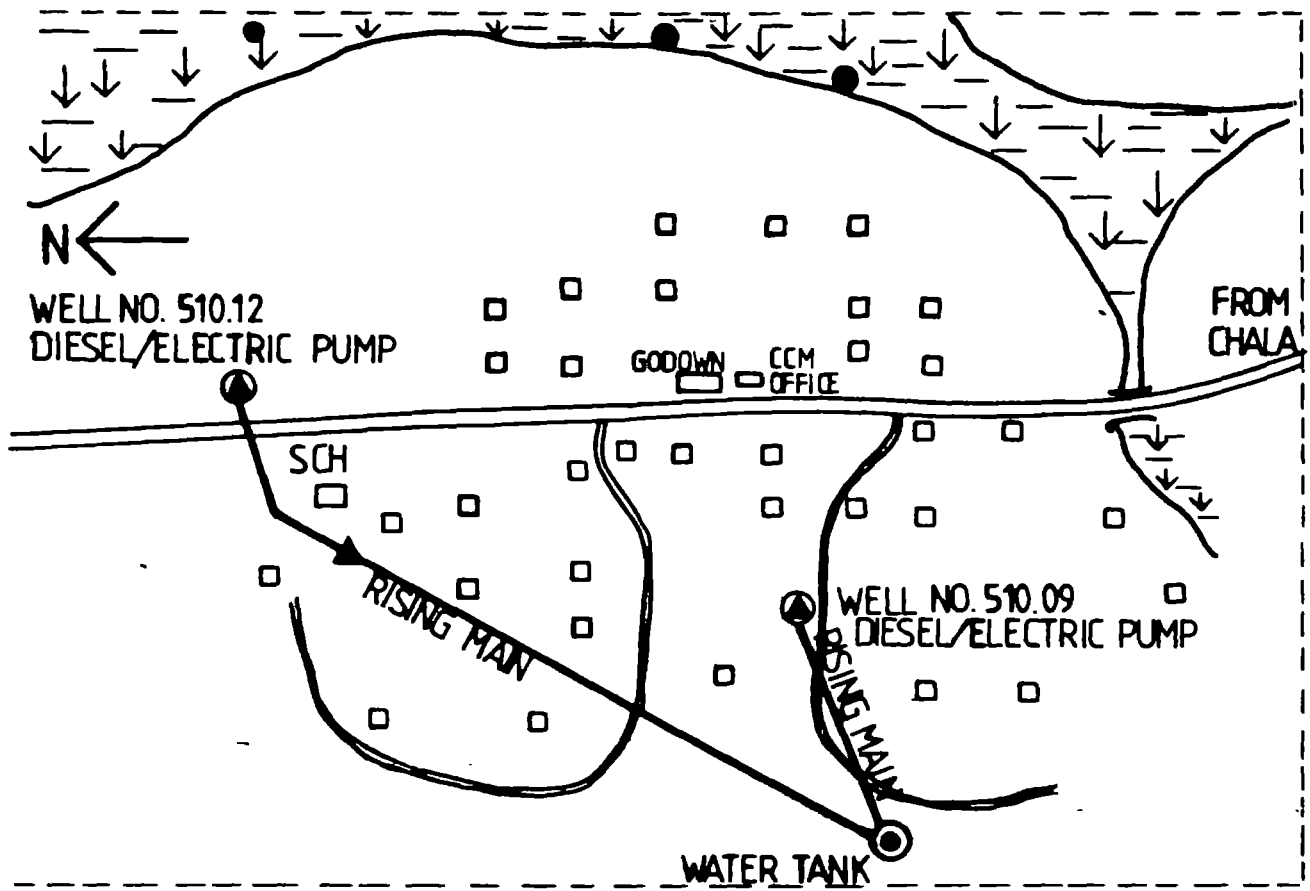 N
WELL NO. 510.12
DIESEL/ELECTRIC PUMP
FROM
CHALA
GODOWN
CCM
OFFICE
SCH
RISING MAIN
WELL NO. 510.09
DIESEL/ELECTRIC PUMP
RISING MAIN
WATER TANK